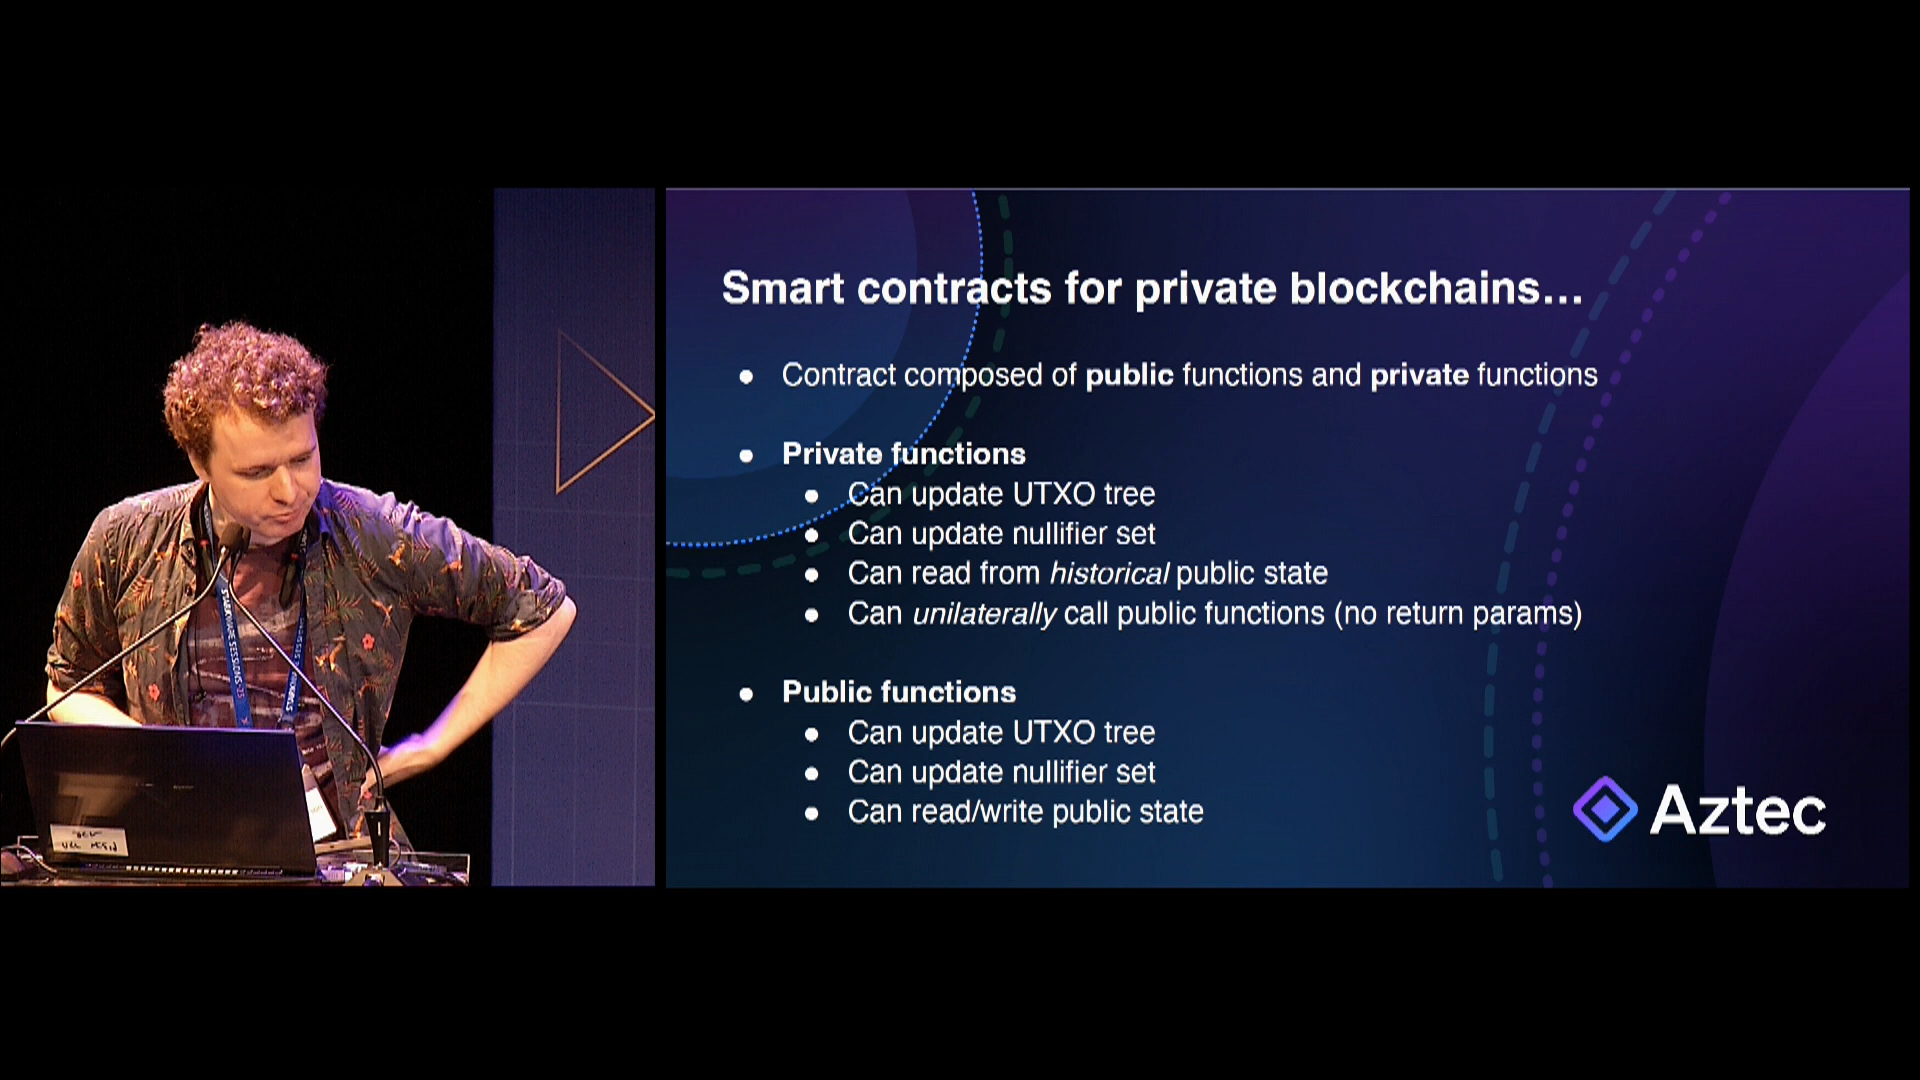 Smart contracts for private blockchains...
● Contract composed of public functions and private functions
● Private functions
● Can update UTXO tree
● Can update nullifier set
● Can read from historical public state
● Can unilaterally call public functions (no return params)
● Public functions
● Can update UTXO tree
● Can update nullifier set
● Can read/write public state
Aztec